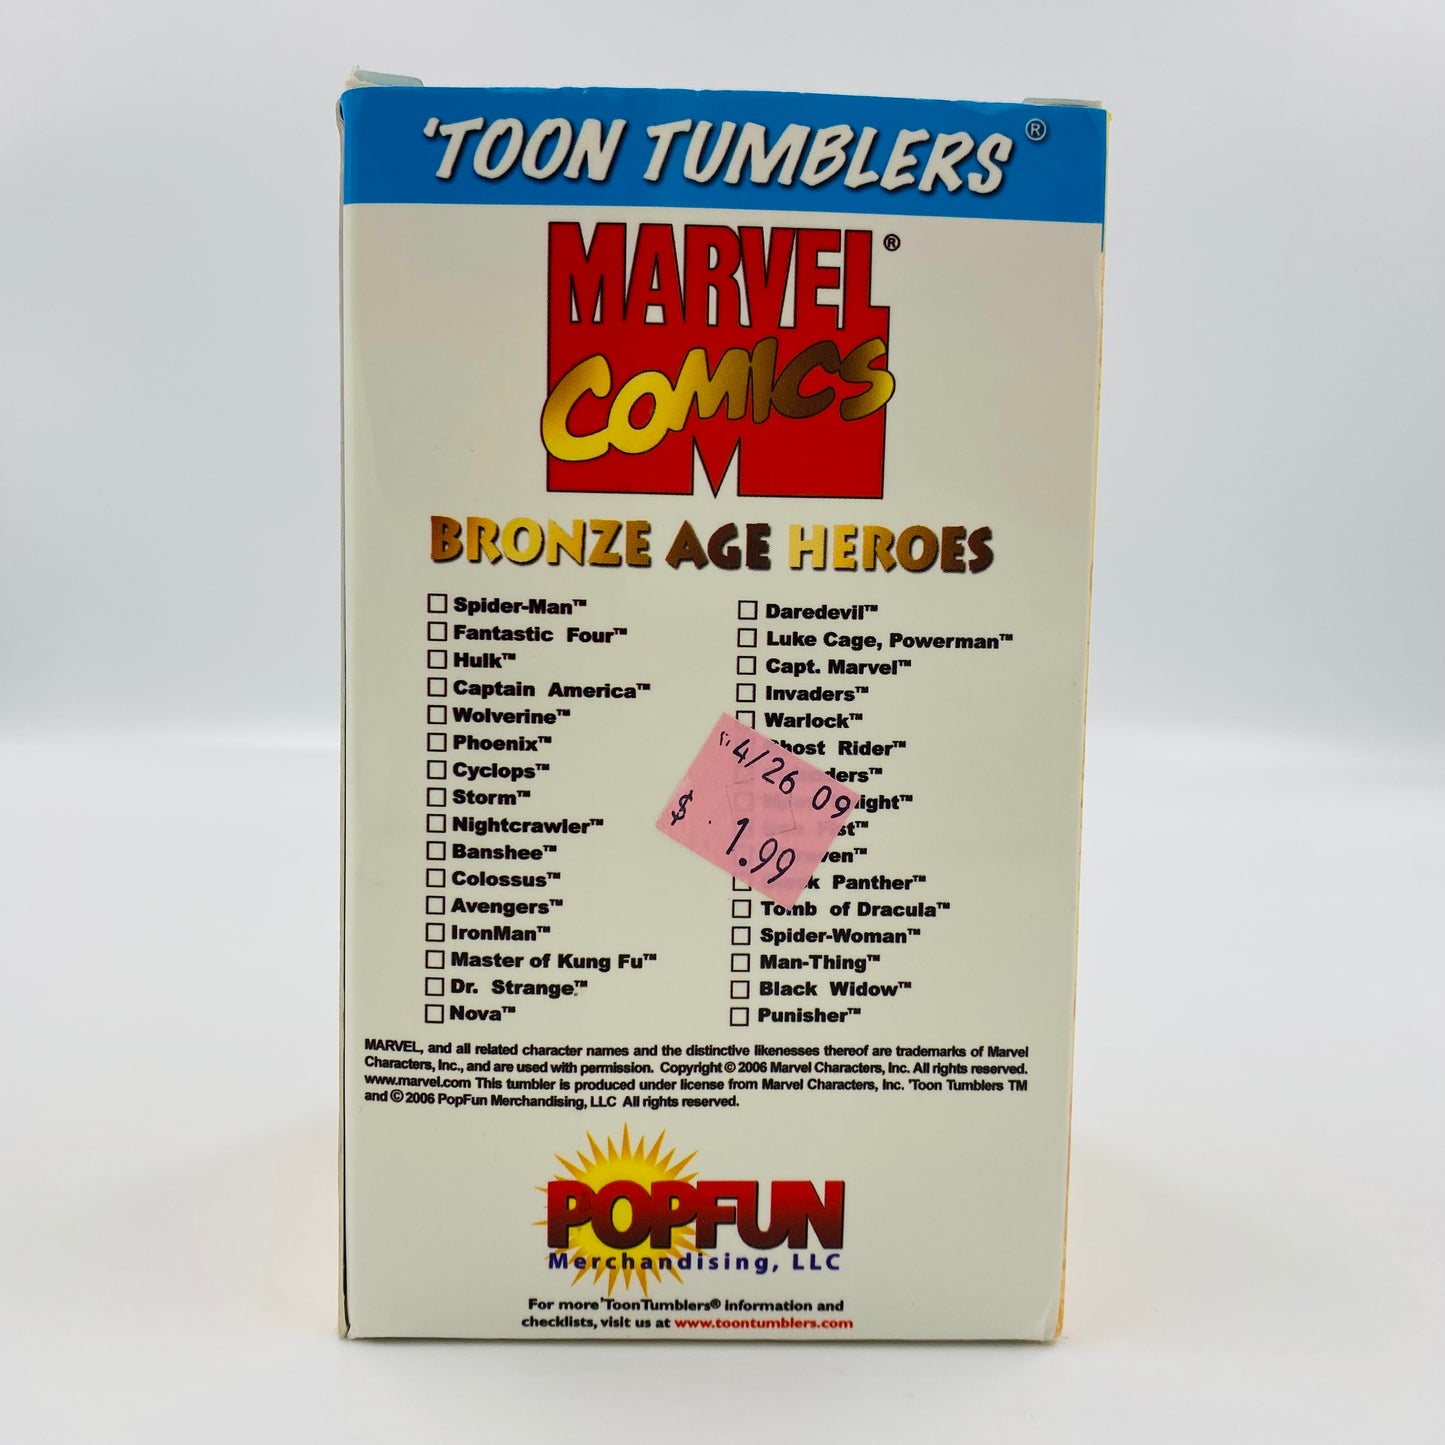 'TOON TUMBLERS®
MARVEL®
COMICS
BRONZE AGE HEROES
Spider-Man™
Fantastic Four™
Hulk™
Captain America™
Wolverine™
Phoenix™
Cyclops™
Storm™
Nightcrawler™
Banshee™
Colossus™
Avengers™
IronMan™
Master of Kung Fu™
Dr. Strange™
Nova™
Daredevil™
Luke Cage, Powerman™
Capt. Marvel™
Invaders™
Warlock™
Rider™
Panther™
Tomb of Dracula™
Spider-Woman™
Man-Thing™
Black Widow™
Punisher™
4/26 09
$ 1.99
MARVEL, and all related character names and the distinctive likenesses thereof are trademarks of Marvel
Characters, Inc., and are used with permission. Copyright © 2006 Marvel Characters, Inc. All rights reserved.
www.marvel.com This tumbler is produced under license from Marvel Characters, Inc. 'Toon Tumblers TM
and © 2006 PopFun Merchandising, LLC All rights reserved.
POPFUN
Merchandising, LLC
For more 'ToonTumblers® information and
checklists, visit us at www.toontumblers.com